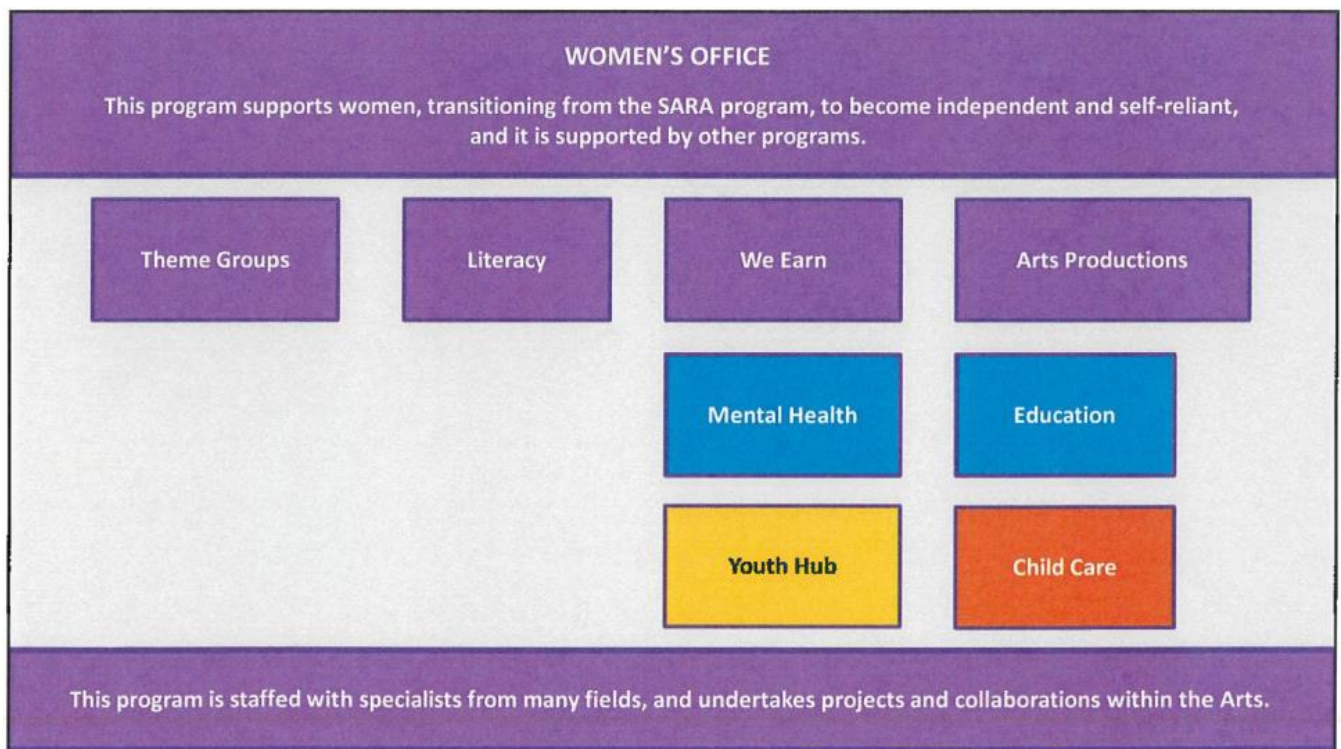 WOMEN'S OFFICE
This program supports women, transitioning from the SARA program, to become independent and self-reliant,
and it is supported by other programs.
Theme Groups
Literacy
We Earn
Arts Productions
Mental Health
Education
Youth Hub
Child Care
This program is staffed with specialists from many fields, and undertakes projects and collaborations within the Arts.